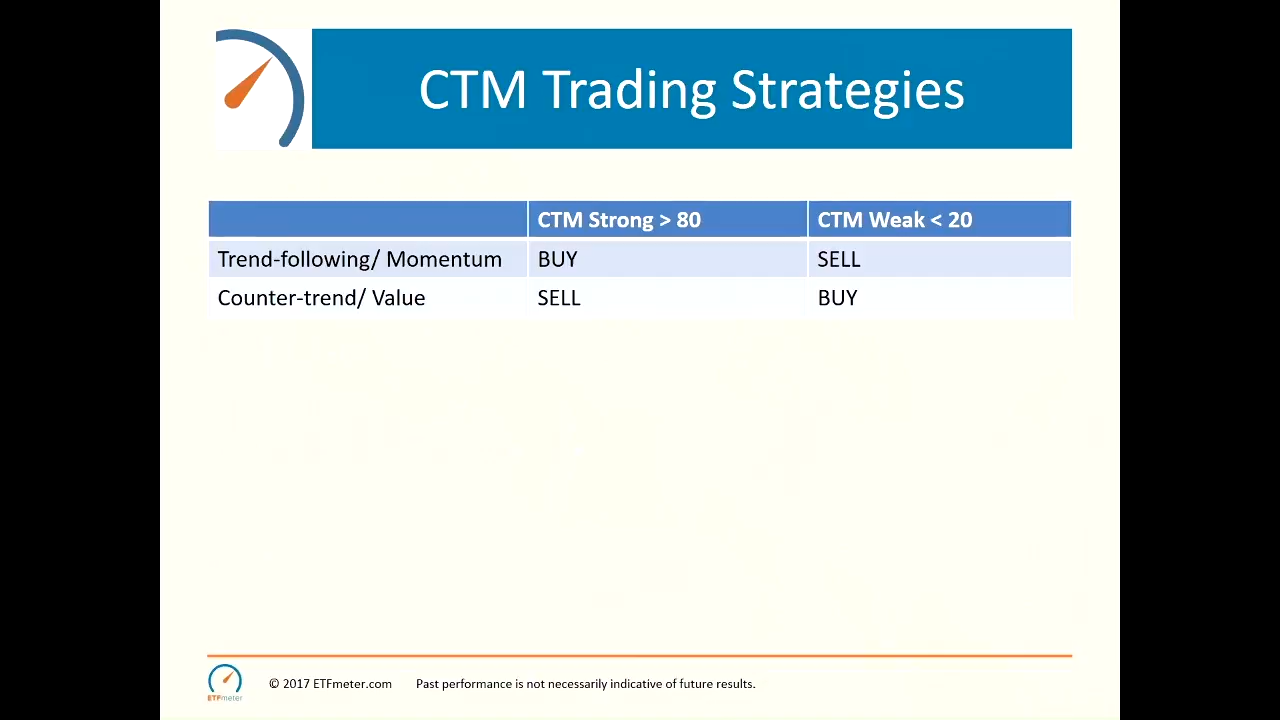 CTM Trading Strategies
CTM Strong > 80 CTM Weak < 20
Trend-following/ Momentum BUY SELL
Counter-trend/ Value SELL BUY
ETFmeter
© 2017 ETFmeter.com Past performance is not necessarily indicative of future results.